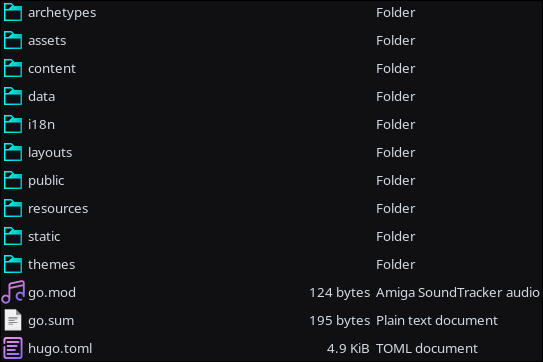 archetypes Folder
assets Folder
content Folder
data Folder
i18n Folder
layouts Folder
public Folder
resources Folder
static Folder
themes Folder
go.mod 124 bytes Amiga SoundTracker audio
go.sum 195 bytes Plain text document
hugo.toml 4.9 KiB TOML document